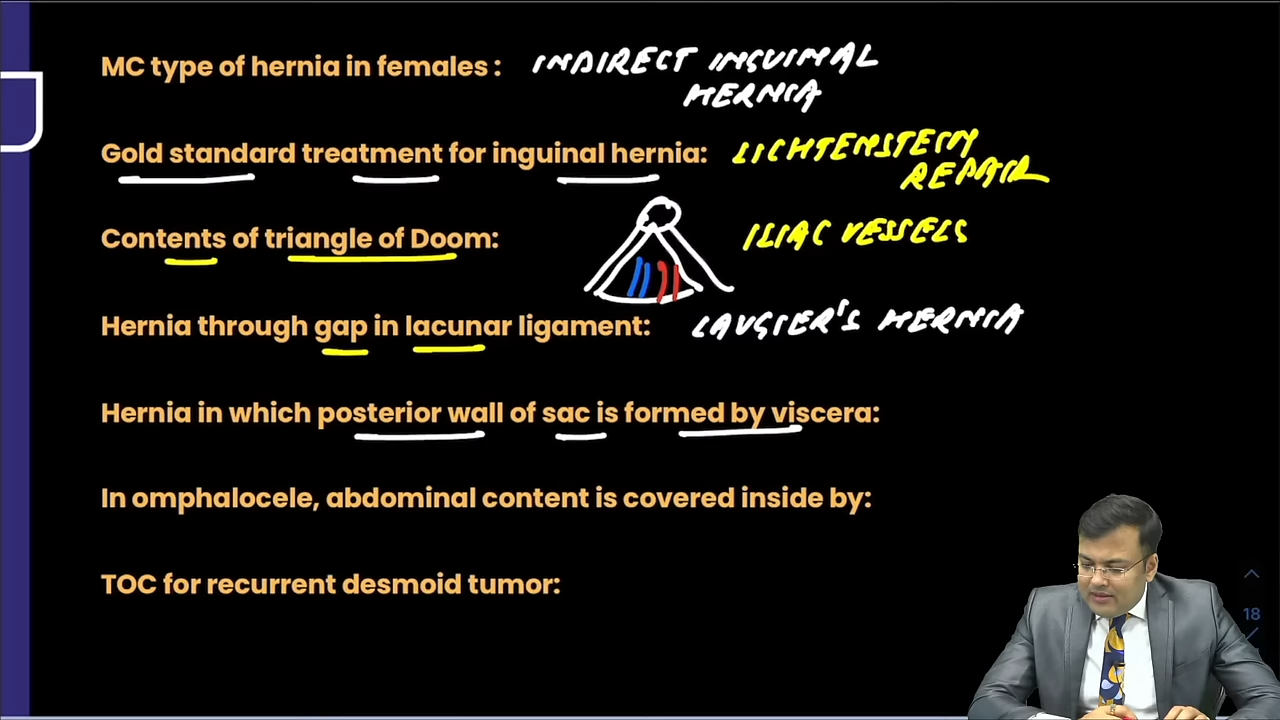 MC type of hernia in females : INDIRECT INGUINAL
HERNIA
Gold standard treatment for inguinal hernia: LICHTENSTEIN
REPAIR
Contents of triangle of Doom: ILIAC VESSELS
Hernia through gap in lacunar ligament: LAUGIER'S HERNIA
Hernia in which posterior wall of sac is formed by viscera:
In omphalocele, abdominal content is covered inside by:
TOC for recurrent desmoid tumor:
18